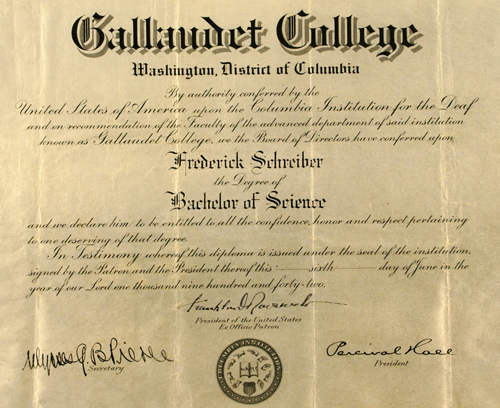 Gallaudet College
Washington, District of Columbia
By authority conferred by the
United States of America upon the Columbia Institution for the Deaf
and on recommendation of the Faculty of the advanced department of said institution
known as Gallaudet College, we the Board of Directors have conferred upon
Frederick Schreiber
the Degree of
Bachelor of Science
and we declare him to be entitled to all the confidence, honor and respect pertaining
to one deserving of that degree.
In Testimony whereof this diploma is issued under the seal of the institution,
signed by the Patron and the President thereof this sixth day of June in the
year of our Lord one thousand nine hundred and forty-two.
Franklin D Roosevelt
President of the United States
Ex Officio Patron
Secretary
Percival Hall
President